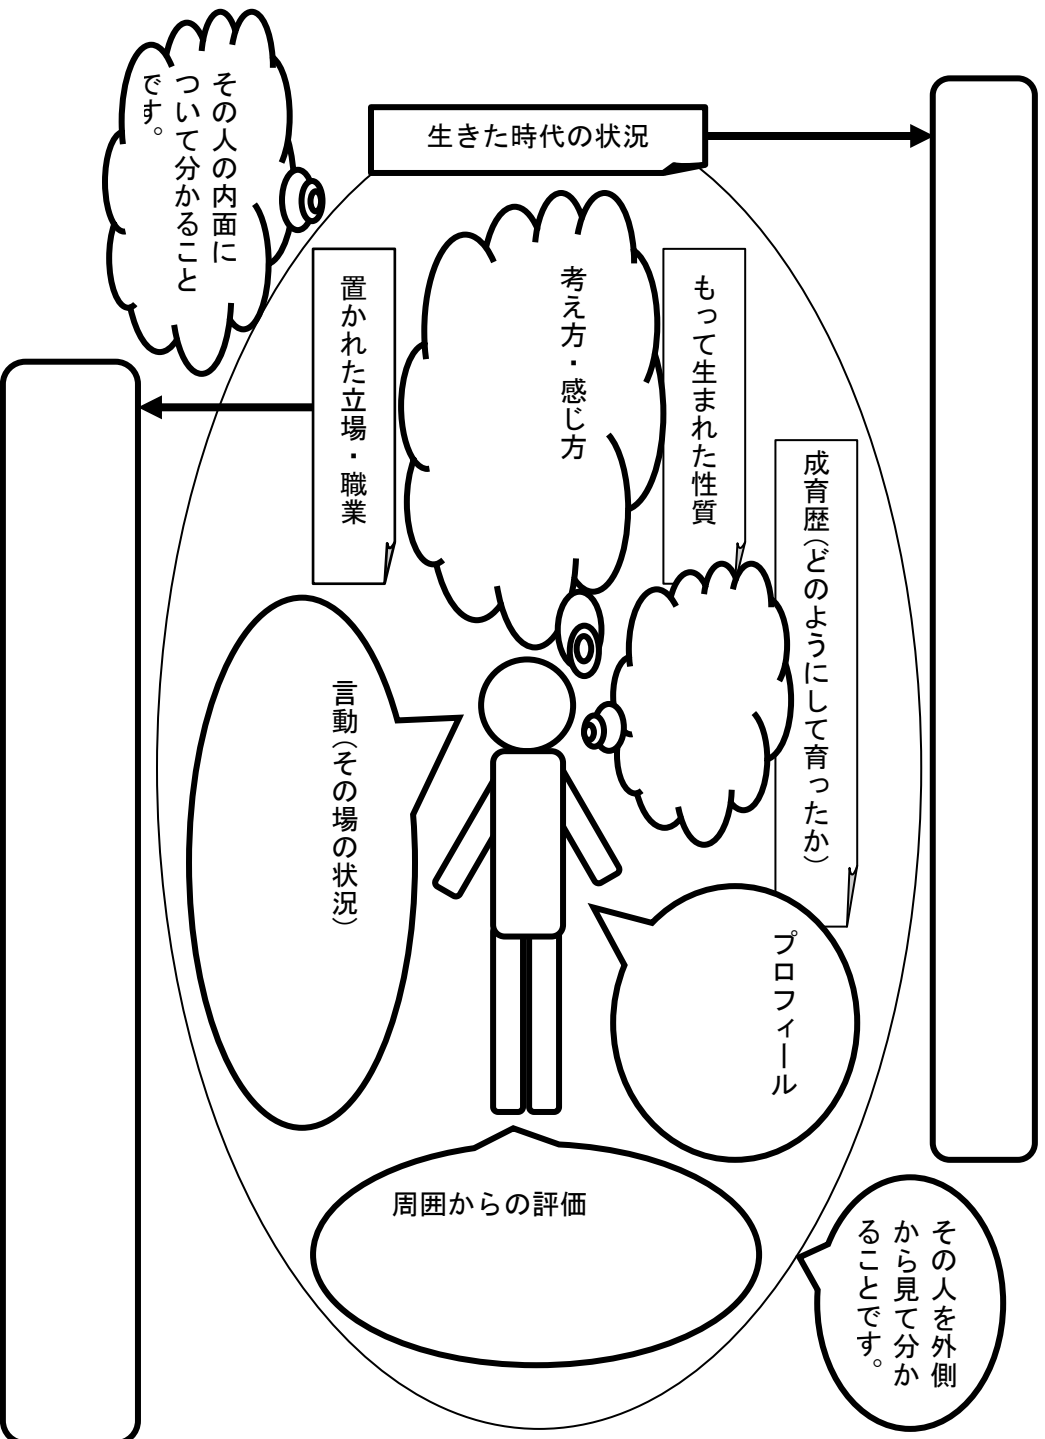 生きた時代の状況
その人の内面に
ついて分かること
です。
もって生まれた性質
成育歴(どのようにして育ったか)
考え方・感じ方
置かれた立場・職業
言動(その場の状況)
プロフィール
周囲からの評価
その人を外側
から見て分か
ることです。